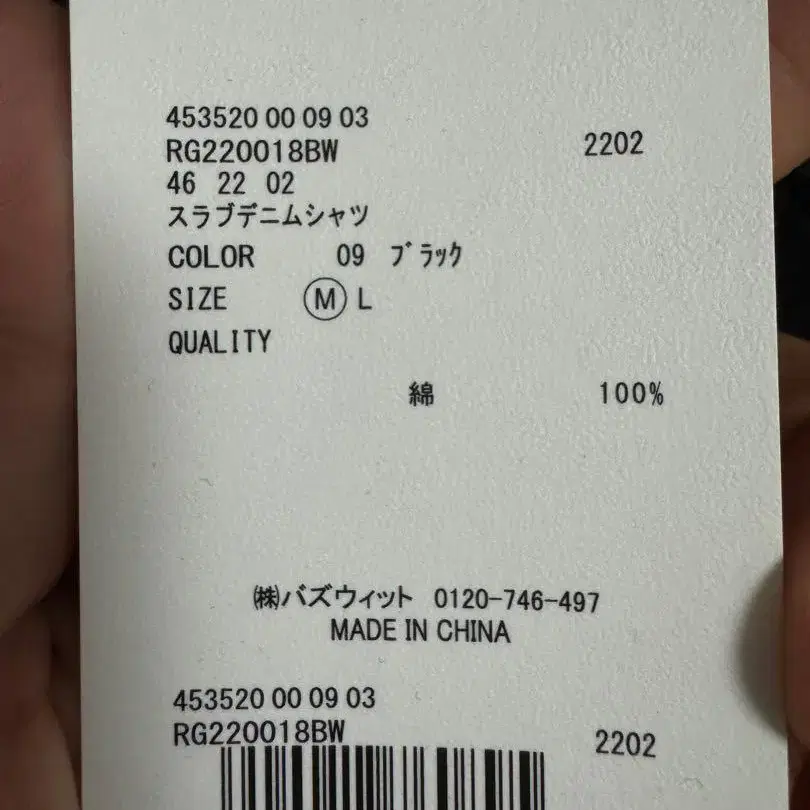 453520 00 09 03
RG220018BW 2202
46 22 02
スラブデニムシャツ
COLOR 09 ﾌﾞﾗｯｸ
SIZE Ⓜ L
QUALITY
綿 100%
㈱バズウィット 0120-746-497
MADE IN CHINA
453520 00 09 03
RG220018BW 2202